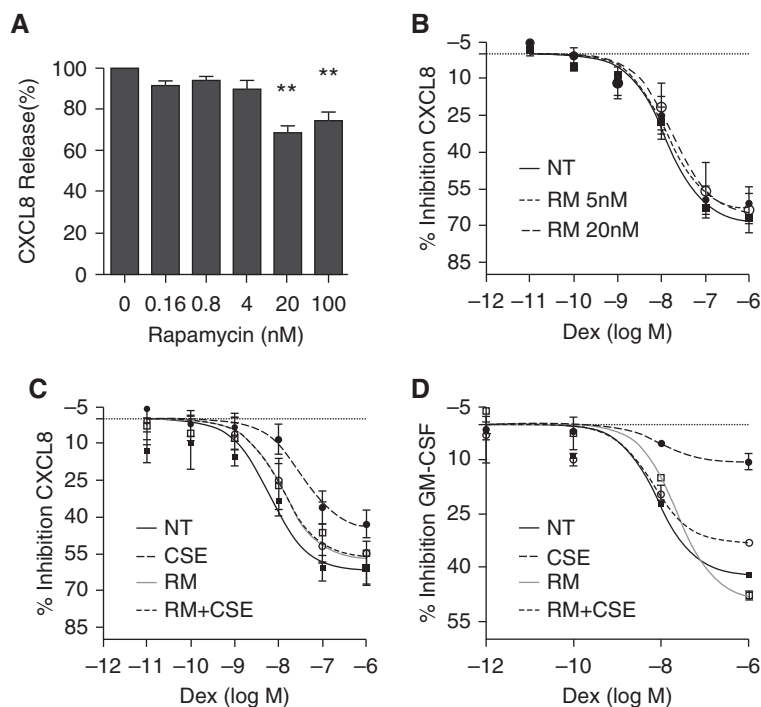 A
CXCL8 Release(%)
100
80
60
40
20
0
** **
0 0.16 0.8 4 20 100
Rapamycin (nM)
B
% Inhibition CXCL8
–5
10
25
40
55
70
85
NT
RM 5nM
RM 20nM
–12 –11 –10 –9 –8 –7 –6
Dex (log M)
C
% Inhibition CXCL8
–5
10
25
40
55
70
85
NT
CSE
RM
RM+CSE
–12 –11 –10 –9 –8 –7 –6
Dex (log M)
D
% Inhibition GM-CSF
–5
10
25
40
55
NT
CSE
RM
RM+CSE
–12 –10 –8 –6
Dex (log M)